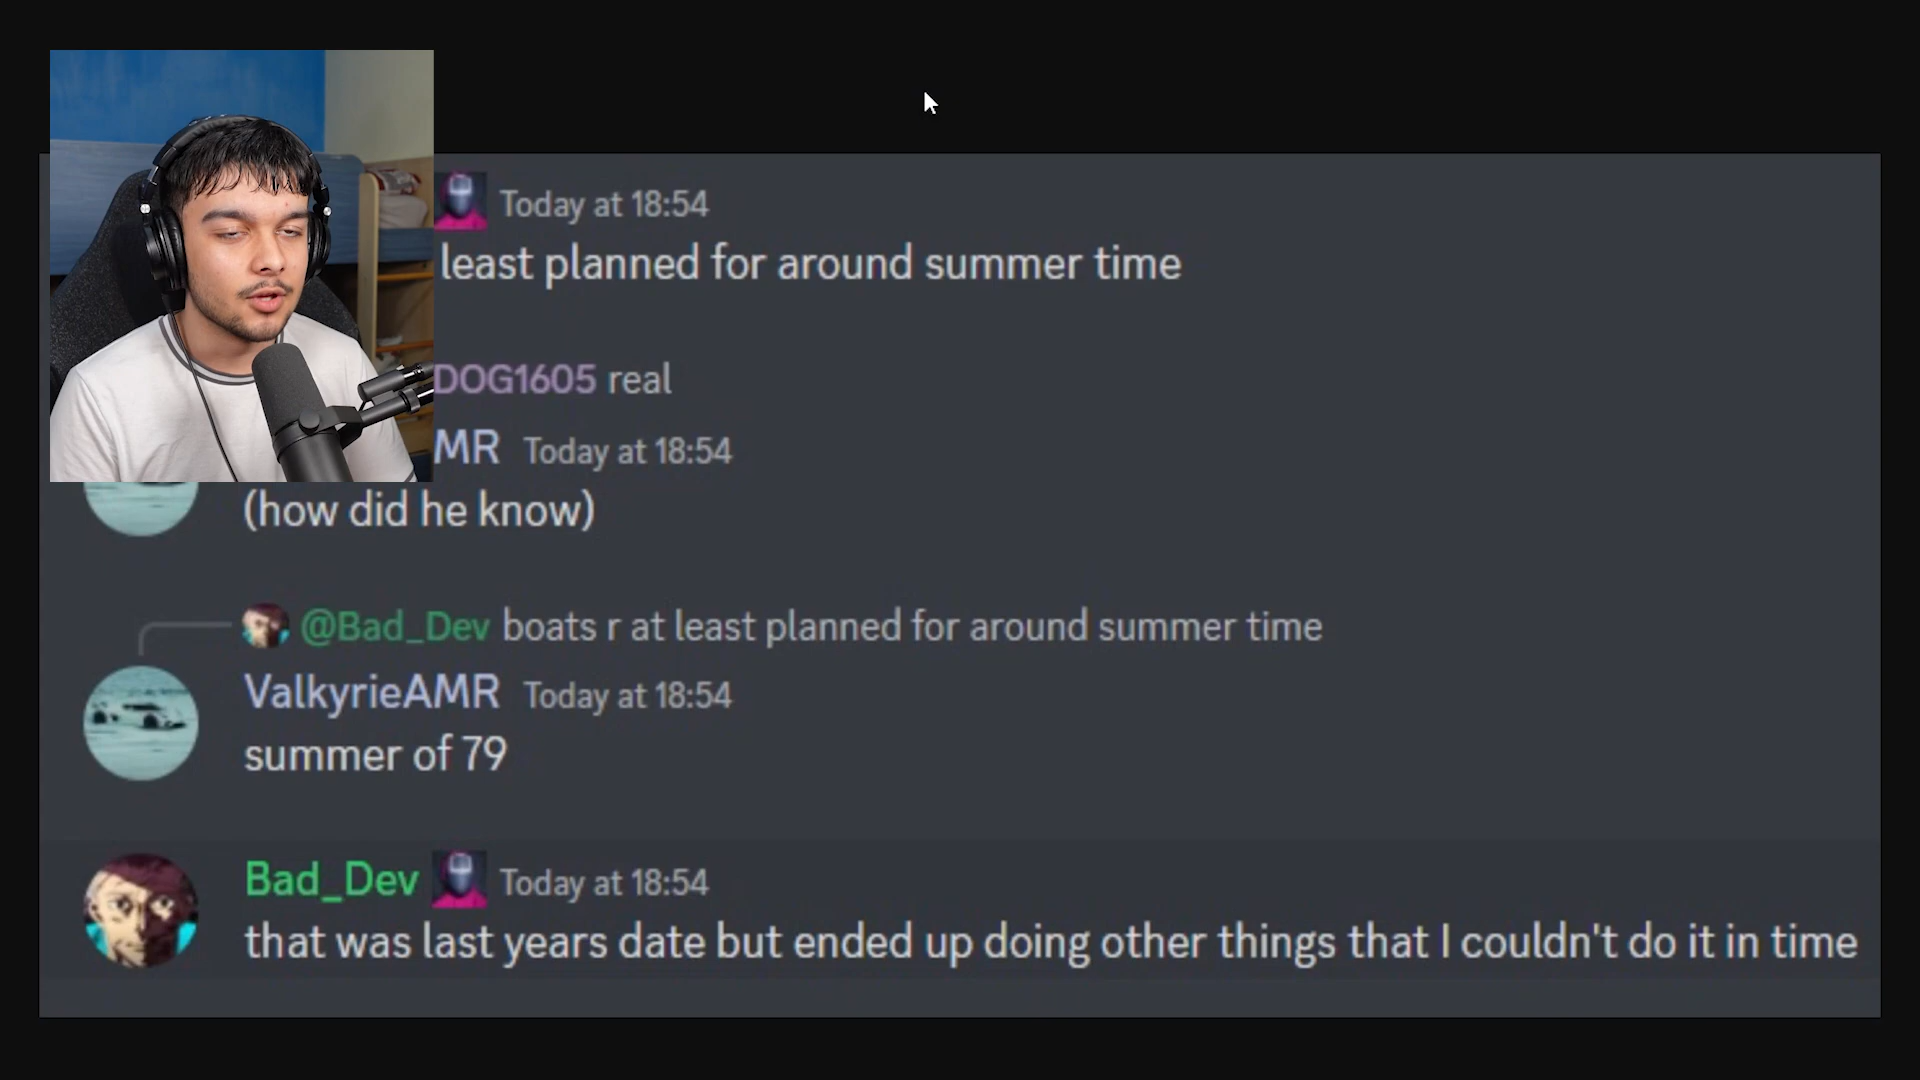 Today at 18:54
least planned for around summer time
DOG1605 real
MR Today at 18:54
(how did he know)
@Bad_Dev boats r at least planned for around summer time
ValkyrieAMR Today at 18:54
summer of 79
Bad_Dev Today at 18:54
that was last years date but ended up doing other things that I couldn't do it in time